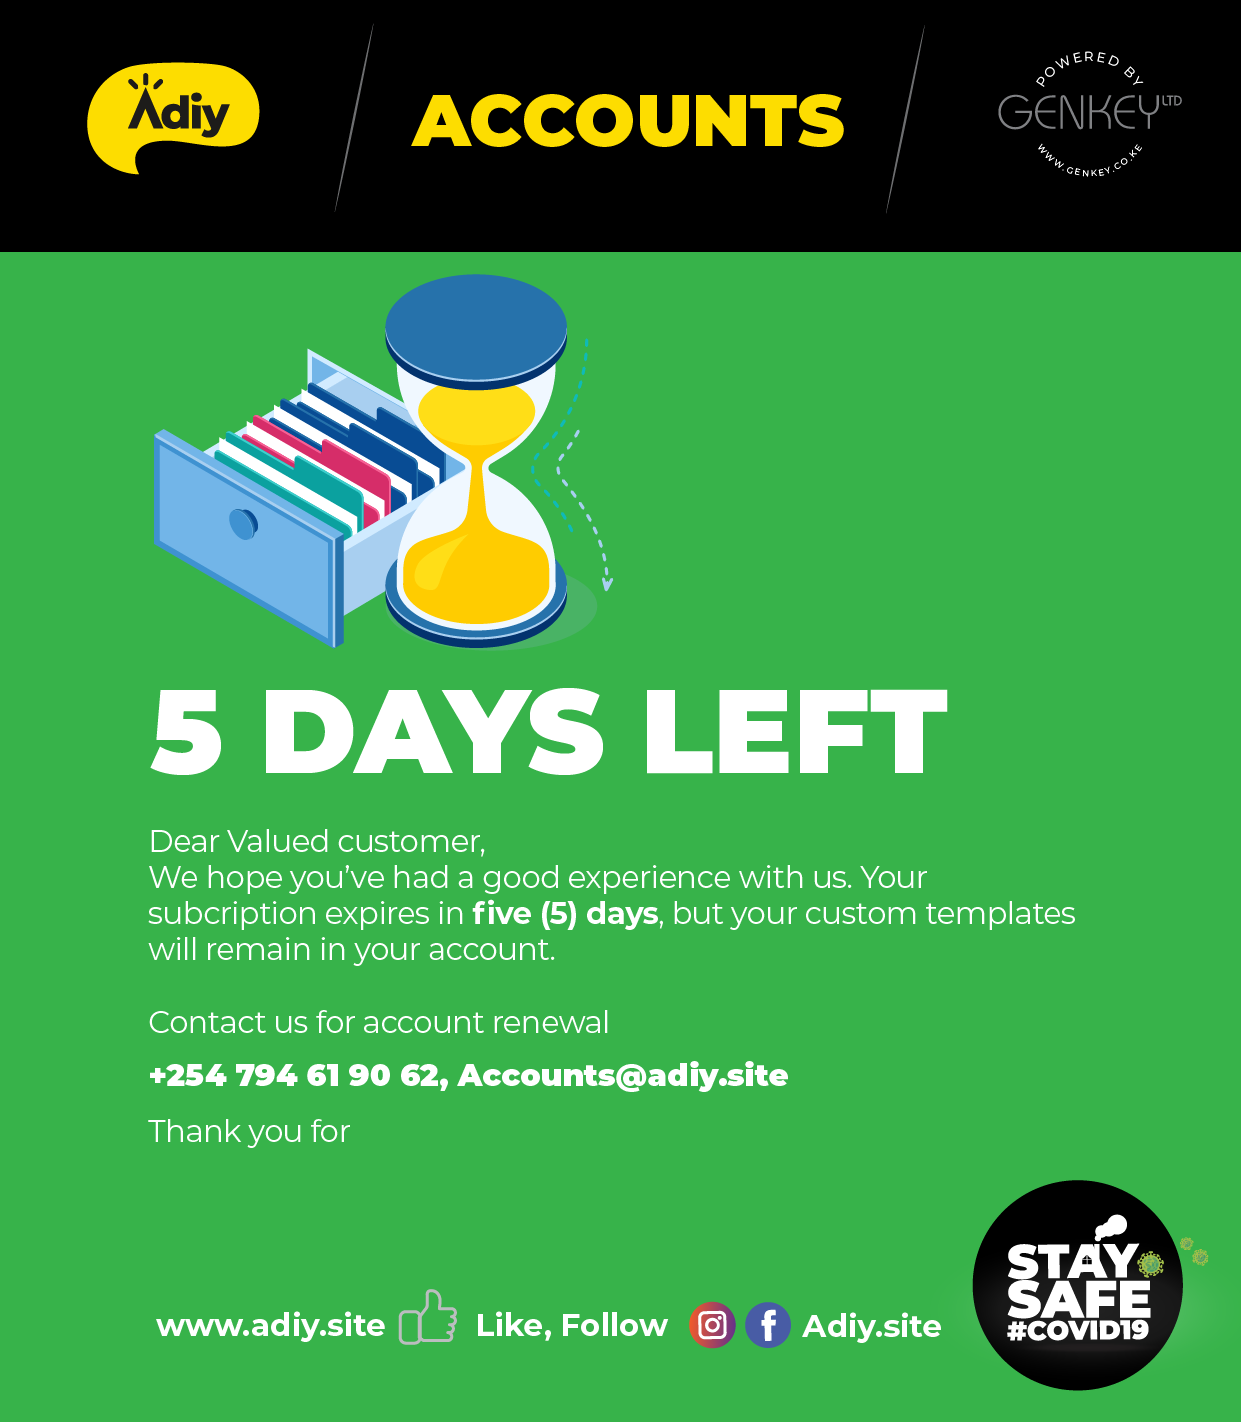 Adiy
ACCOUNTS
POWERED BY
GENKEY LTD
WWW.GENKEY.CO.KE
5 DAYS LEFT
Dear Valued customer,
We hope you’ve had a good experience with us. Your
subcription expires in five (5) days, but your custom templates
will remain in your account.
Contact us for account renewal
+254 794 61 90 62, Accounts@adiy.site
Thank you for
www.adiy.site Like, Follow Adiy.site
STAY
SAFE
#COVID19